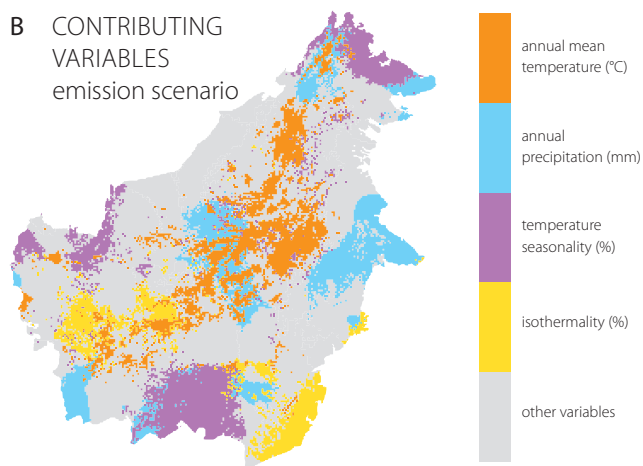 B CONTRIBUTING
VARIABLES
emission scenario
annual mean
temperature (°C)
annual
precipitation (mm)
temperature
seasonality (%)
isothermality (%)
other variables